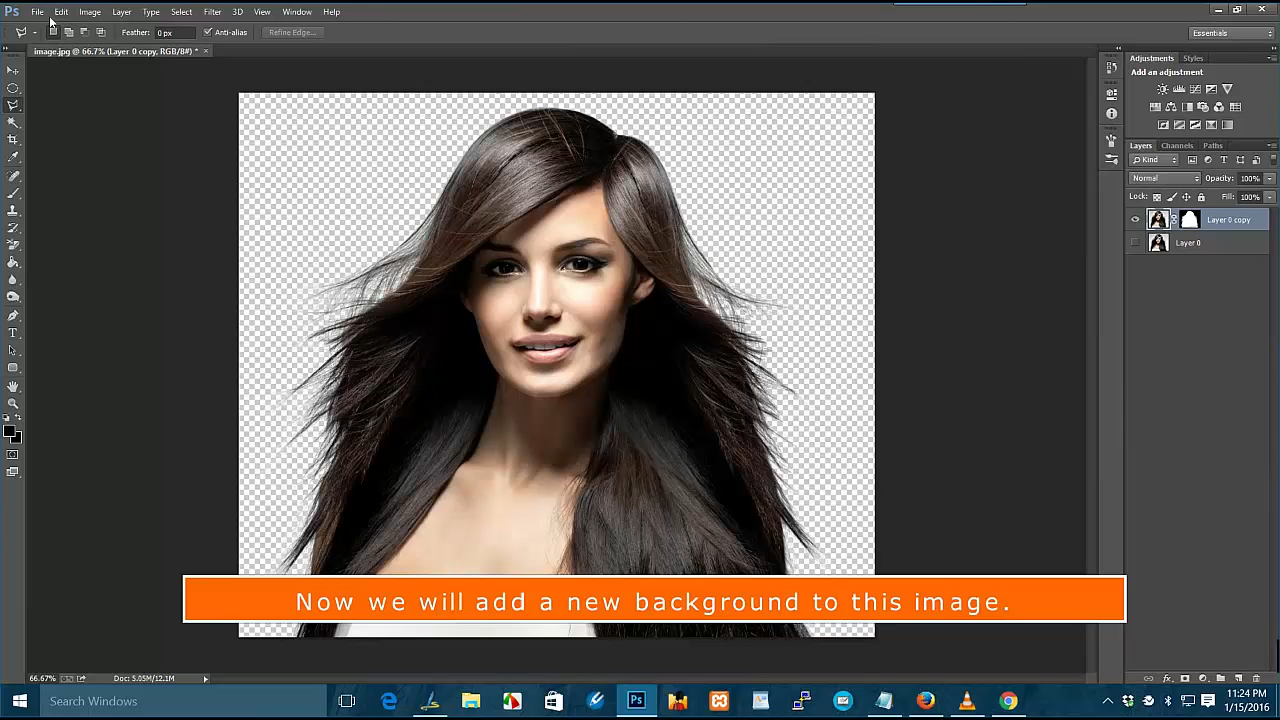 Ps File Edit Image Layer Type Select Filter 3D View Window Help
Feather: 0 px Anti-alias Refine Edge... Essentials
image.jpg @ 66.7% (Layer 0 copy, RGB/8#) * ×
Adjustments Styles
Add an adjustment
Layers Channels Paths
Kind
Normal Opacity: 100%
Lock: Fill: 100%
Layer 0 copy
Layer 0
Now we will add a new background to this image.
66.67% Doc: 5.05M/12.1M
Search Windows
Ps
11:24 PM
1/15/2016